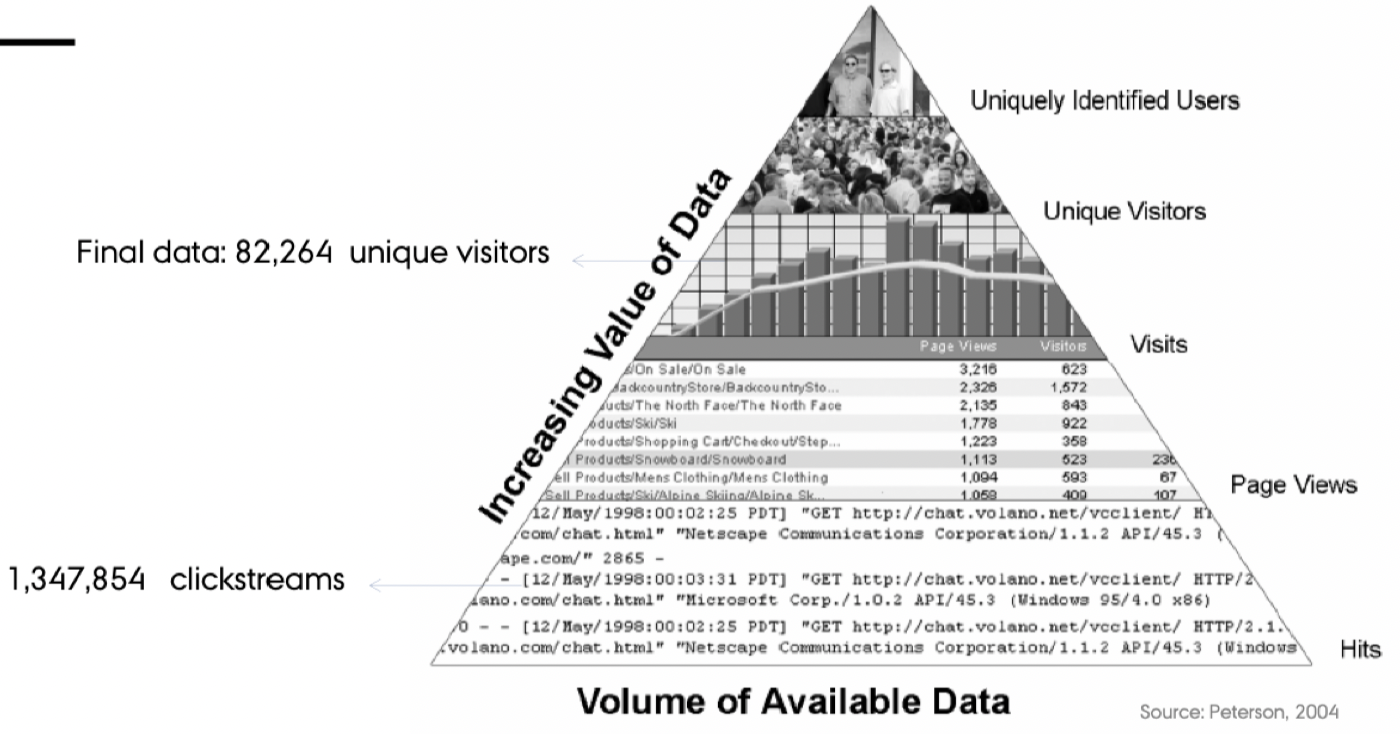 Uniquely Identified Users
Unique Visitors
Final data: 82,264 unique visitors
Increasing Value of Data
Visits
Page Views Visitors
/On Sale/On Sale 3,216 623
BackcountryStore/BackcountrySto... 2,326 1,572
ucts/The North Face/The North Face 2,135 843
oducts/Ski/Ski 1,778 922
Products/Shopping Cart/Checkout/Step... 1,223 358
l Products/Snowboard/Snowboard 1,113 523 236
ell Products/Mens Clothing/Mens Clothing 1,094 593 67
Sell Products/Ski/Alpine Skiing/Alpine Sk... 1,059 409 107
Page Views
12/May/1998:00:02:25 PDT] "GET http://chat.volano.net/vcclient/ HT
com/chat.html" "Netscape Communications Corporation/1.1.2 API/45.3 (
ape.com/" 2865 -
- [12/May/1998:00:03:31 PDT] "GET http://chat.volano.net/vcclient/ HTTP/2
1,347,854 clickstreams
lano.com/chat.html" "Microsoft Corp./1.0.2 API/45.3 (Windows 95/4.0 x86)
0 - - [12/May/1998:00:02:25 PDT] "GET http://chat.volano.net/vcclient/ HTTP/2.1.
.volano.com/chat.html" "Netscape Communications Corporation/1.1.2 API/45.3 (Windows
Hits
Volume of Available Data
Source: Peterson, 2004